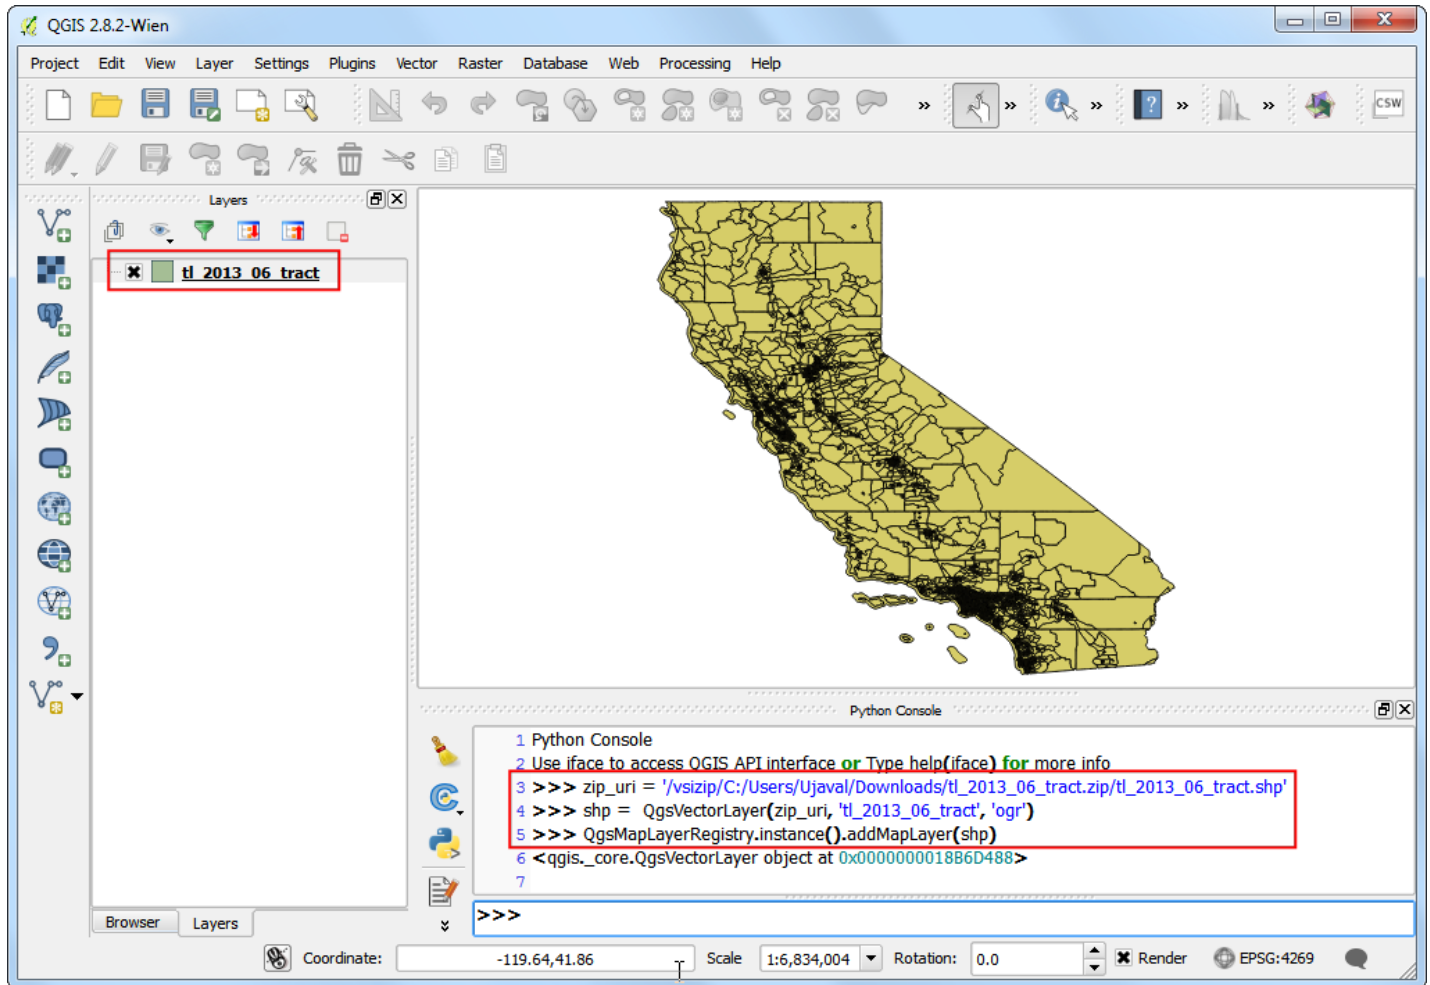 QGIS 2.8.2-Wien
Project Edit View Layer Settings Plugins Vector Raster Database Web Processing Help
» » » » » CSW
Layers
tl_2013_06_tract
Python Console
1 Python Console
2 Use iface to access QGIS API interface or Type help(iface) for more info
3 >>> zip_uri = '/vsizip/C:/Users/Ujaval/Downloads/tl_2013_06_tract.zip/tl_2013_06_tract.shp'
4 >>> shp =  QgsVectorLayer(zip_uri, 'tl_2013_06_tract', 'ogr')
5 >>> QgsMapLayerRegistry.instance().addMapLayer(shp)
6 <qgis._core.QgsVectorLayer object at 0x0000000018B6D488>
7
>>>
Browser Layers
Coordinate: -119.64,41.86 Scale 1:6,834,004 Rotation: 0.0 Render EPSG:4269